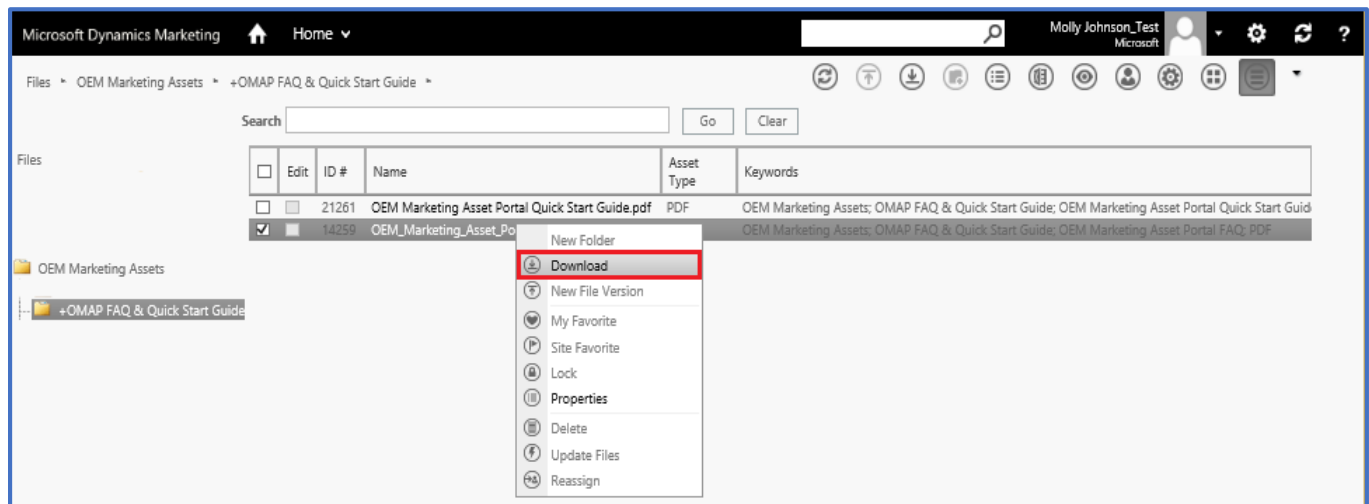 Microsoft Dynamics Marketing Home Molly Johnson_Test ?
Microsoft
Files OEM Marketing Assets +OMAP FAQ & Quick Start Guide
Search Go Clear
Files
Edit ID # Name Asset Type Keywords
21261 OEM Marketing Asset Portal Quick Start Guide.pdf PDF OEM Marketing Assets; OMAP FAQ & Quick Start Guide; OEM Marketing Asset Portal Quick Start Guid
14259 OEM_Marketing_Asset_Po OEM Marketing Assets; OMAP FAQ & Quick Start Guide; OEM Marketing Asset Portal FAQ; PDF
OEM Marketing Assets
+OMAP FAQ & Quick Start Guide
New Folder
Download
New File Version
My Favorite
Site Favorite
Lock
Properties
Delete
Update Files
Reassign